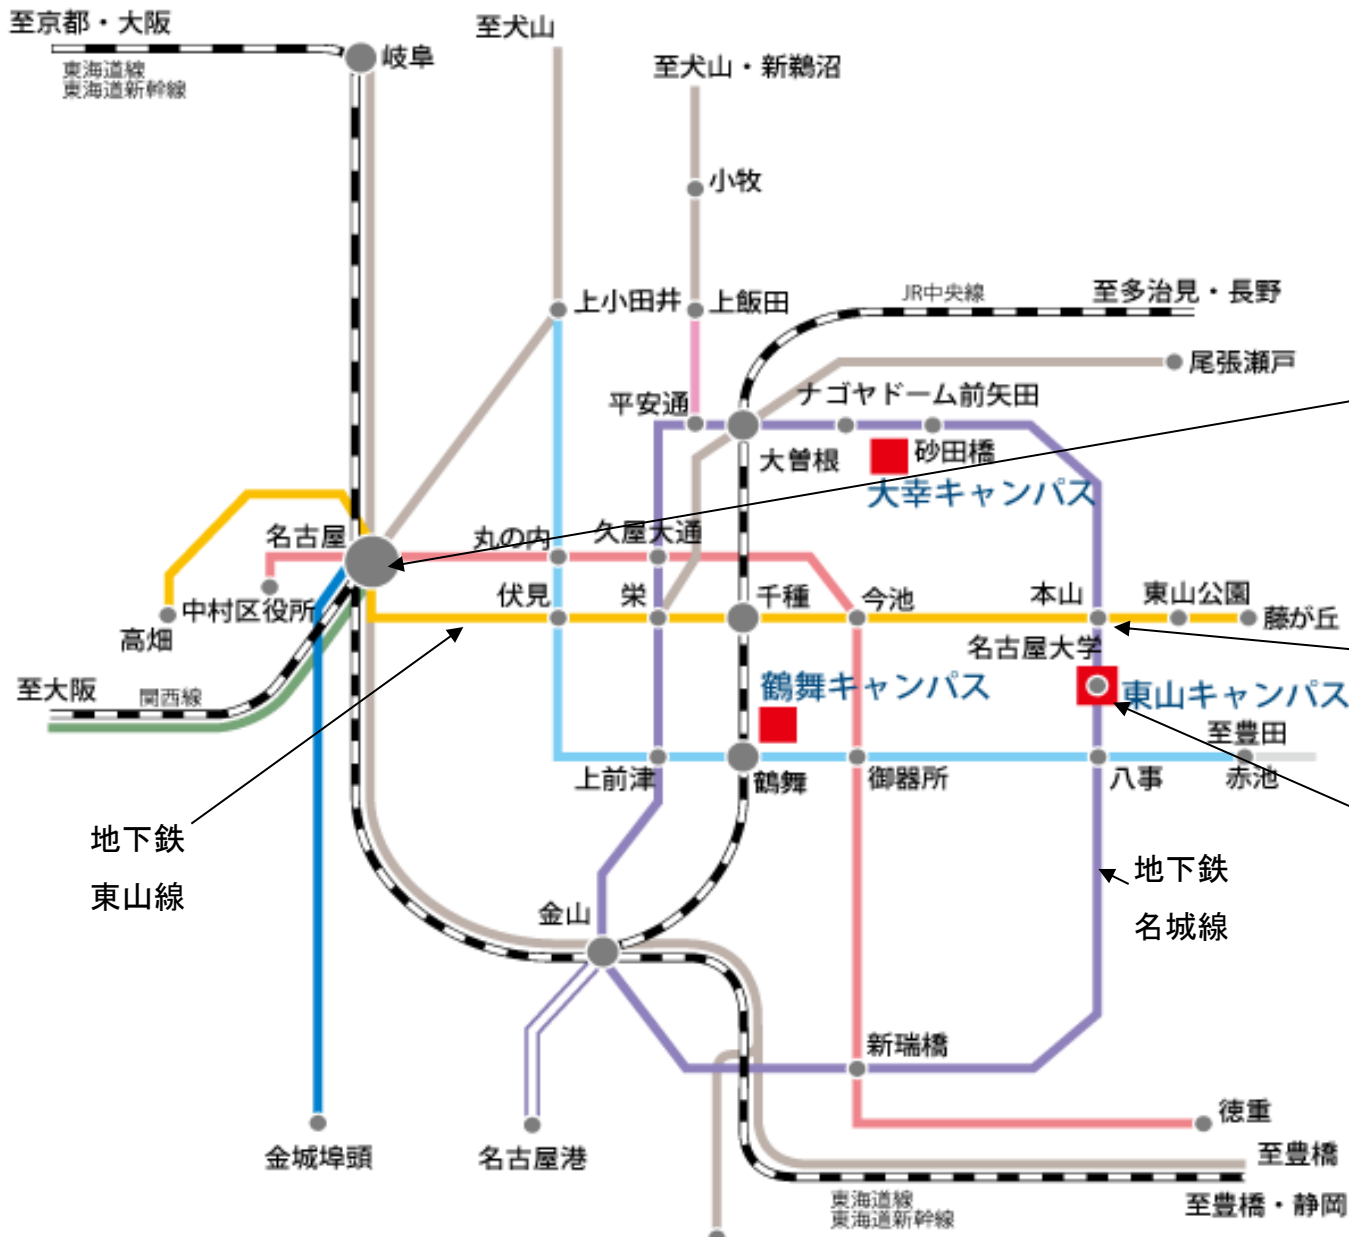 至京都・大阪
東海道線
東海道新幹線
岐阜
至犬山
至犬山・新鵜沼
小牧
上小田井
上飯田
JR中央線
至多治見・長野
尾張瀬戸
平安通
ナゴヤドーム前矢田
大曽根
砂田橋
大幸キャンパス
名古屋
丸の内
久屋大通
中村区役所
高畑
伏見
栄
千種
今池
本山
東山公園
藤が丘
名古屋大学
東山キャンパス
鶴舞キャンパス
至大阪
関西線
至豊田
上前津
鶴舞
御器所
八事
赤池
地下鉄
東山線
地下鉄
名城線
金山
新瑞橋
徳重
金城埠頭
名古屋港
至豊橋
東海道線
東海道新幹線
至豊橋・静岡